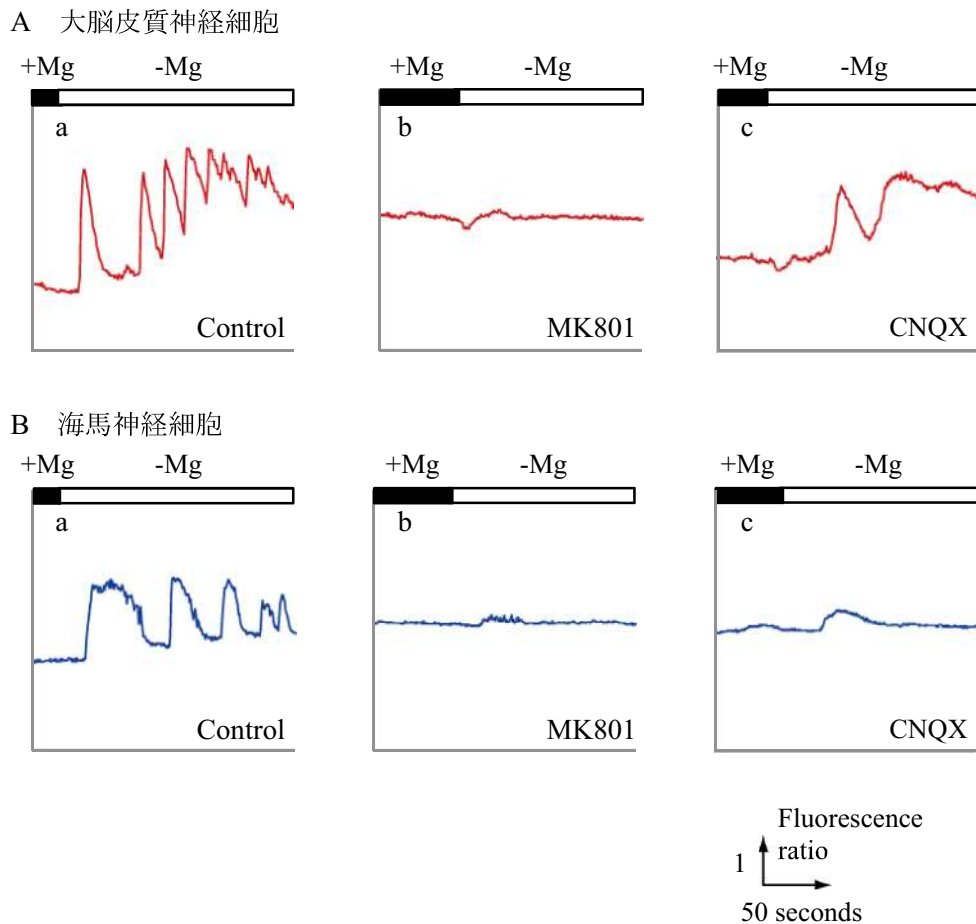 A 大脳皮質神経細胞
+Mg -Mg +Mg -Mg +Mg -Mg
a b c
Control MK801 CNQX
B 海馬神経細胞
+Mg -Mg +Mg -Mg +Mg -Mg
a b c
Control MK801 CNQX
Fluorescence
1 ratio
50 seconds